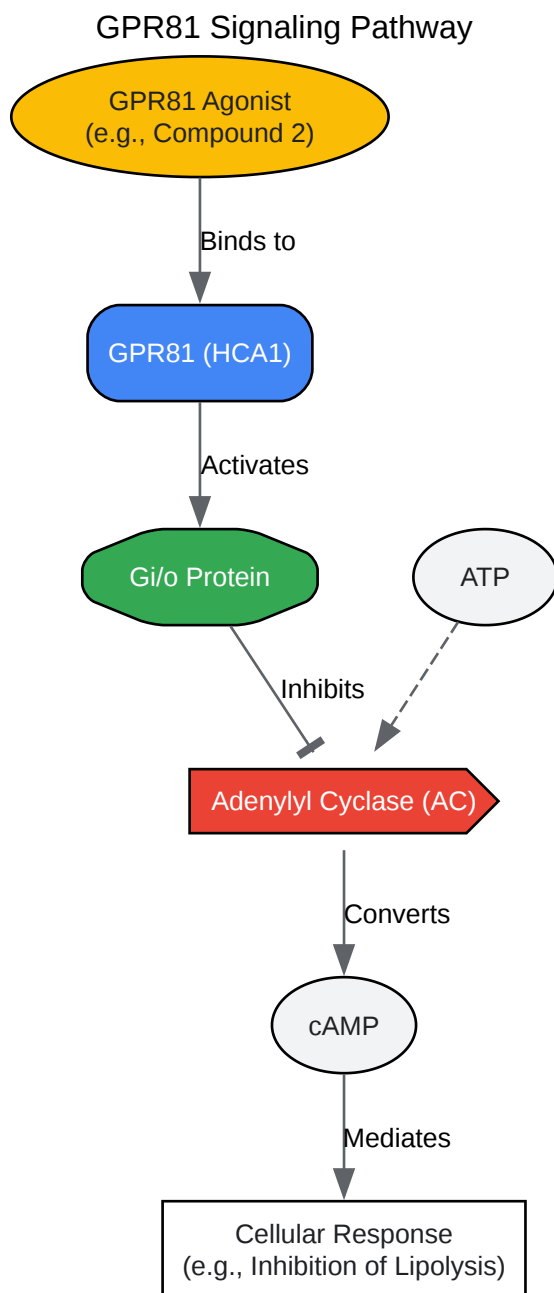 GPR81 Signaling Pathway
GPR81 Agonist
(e.g., Compound 2)
Binds to
GPR81 (HCA1)
Activates
Gi/o Protein
ATP
Inhibits
Adenylyl Cyclase (AC)
Converts
cAMP
Mediates
Cellular Response
(e.g., Inhibition of Lipolysis)